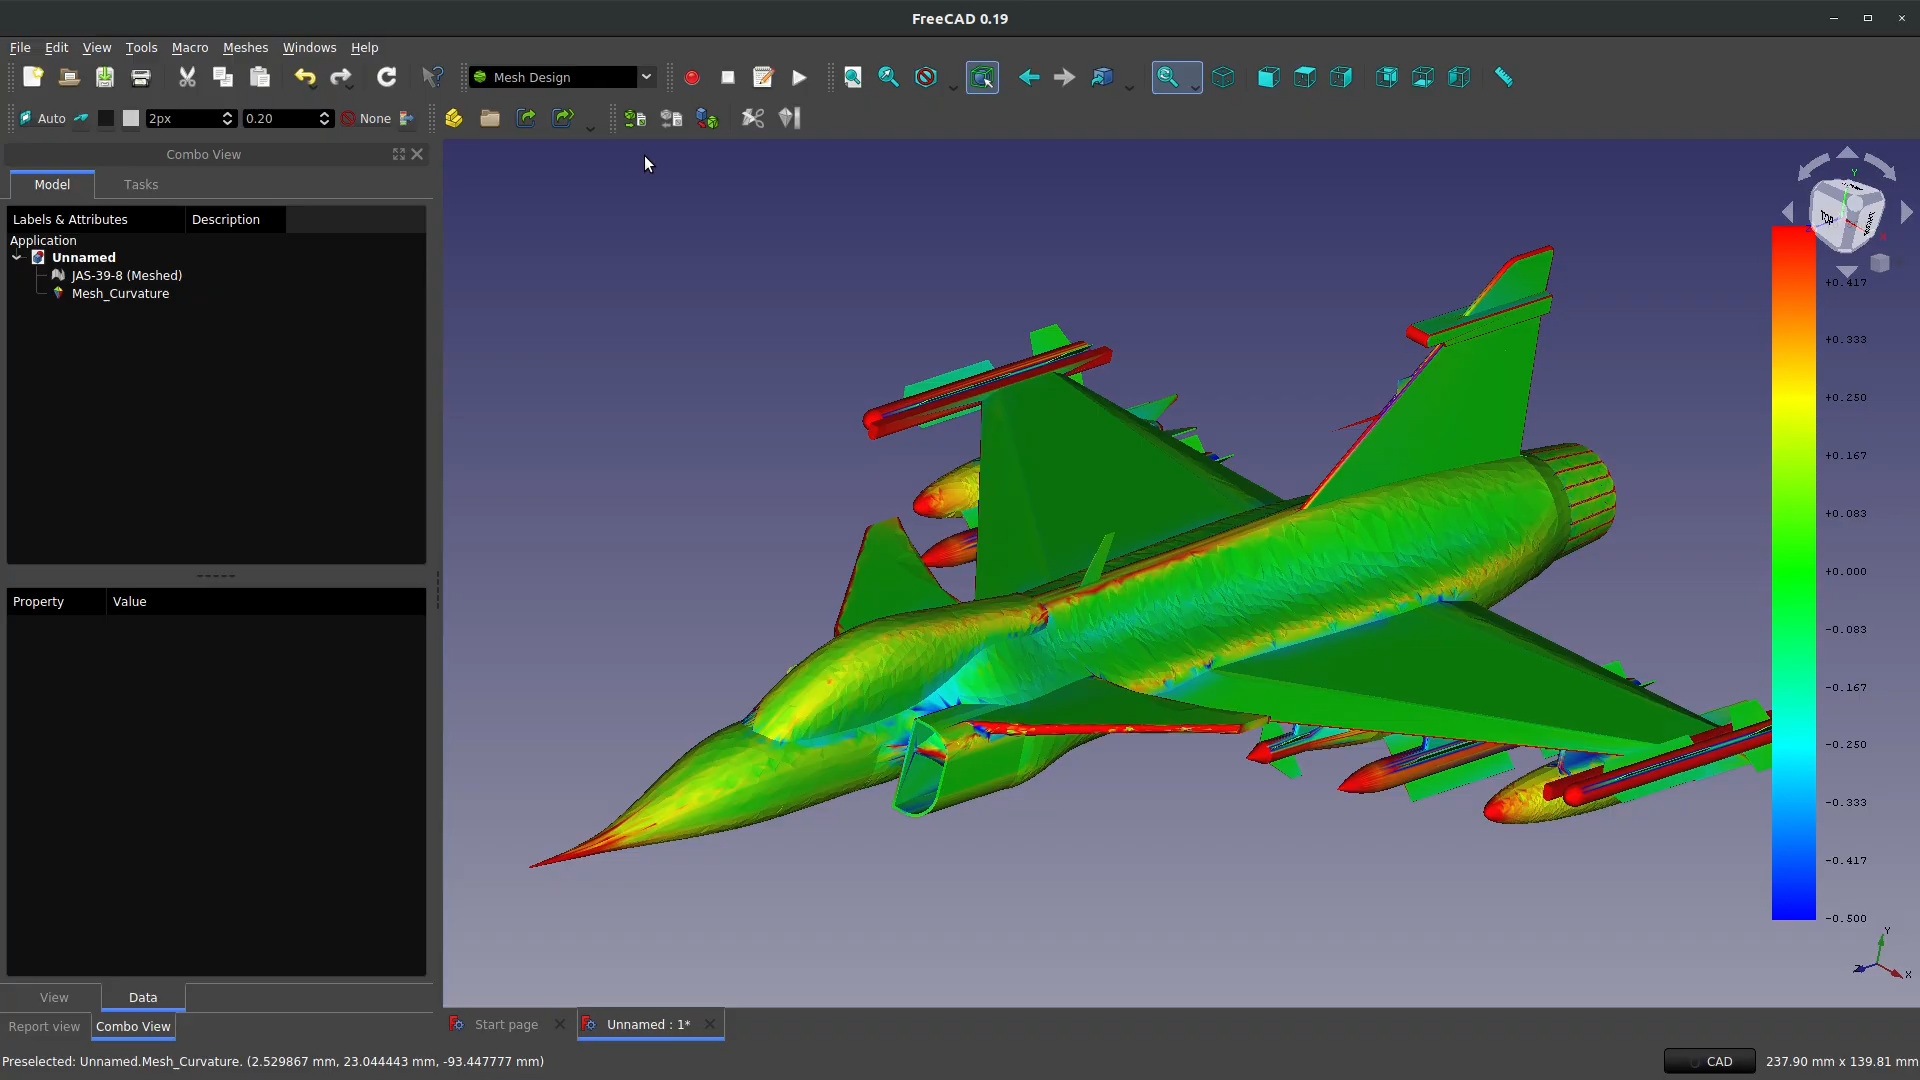 FreeCAD 0.19
File Edit View Tools Macro Meshes Windows Help
Mesh Design
Auto 2px 0.20 None
Combo View
Model Tasks
Labels & Attributes Description
Application
Unnamed
JAS-39-8 (Meshed)
Mesh_Curvature
Property Value
View Data
Report view Combo View
TOP
Y
+0.417
+0.333
+0.250
+0.167
+0.083
+0.000
-0.083
-0.167
-0.250
-0.333
-0.417
-0.500
Y
Z
X
Start page Unnamed : 1*
Preselected: Unnamed.Mesh_Curvature. (2.529867 mm, 23.044443 mm, -93.447777 mm)
CAD 237.90 mm x 139.81 mm